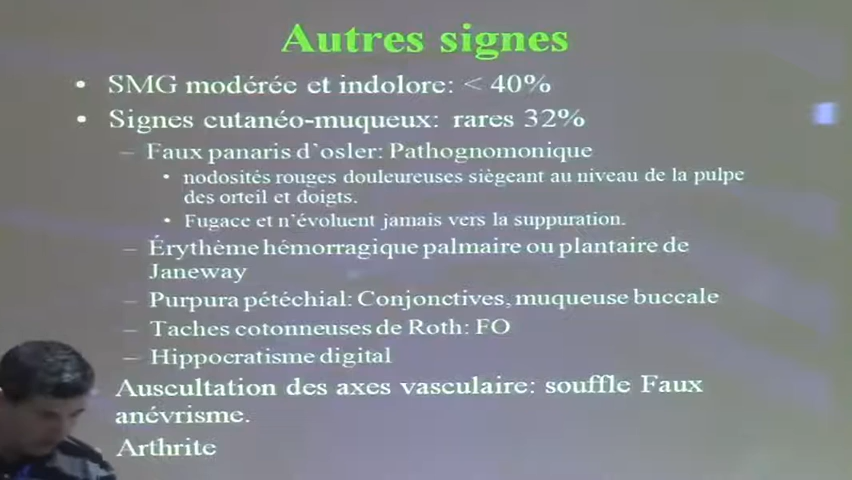 Autres signes
• SMG modérée et indolore: < 40%
• Signes cutanéo-muqueux: rares 32%
– Faux panaris d'osler: Pathognomonique
• nodosités rouges douleureuses siégeant au niveau de la pulpe
des orteil et doigts.
• Fugace et n'évoluent jamais vers la suppuration.
– Érythème hémorragique palmaire ou plantaire de
Janeway
– Purpura pétéchial: Conjonctives, muqueuse buccale
– Taches cotonneuses de Roth: FO
– Hippocratisme digital
Auscultation des axes vasculaire: souffle Faux
anévrisme.
Arthrite